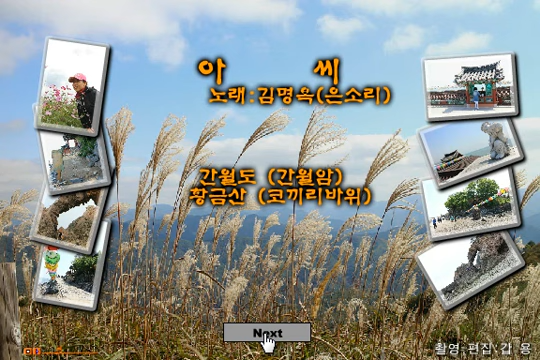 아 씨
노래:김명옥(은소리)
간월도 (간월암)
황금산 (코끼리바위)
Next
촬영·편집:갑 용